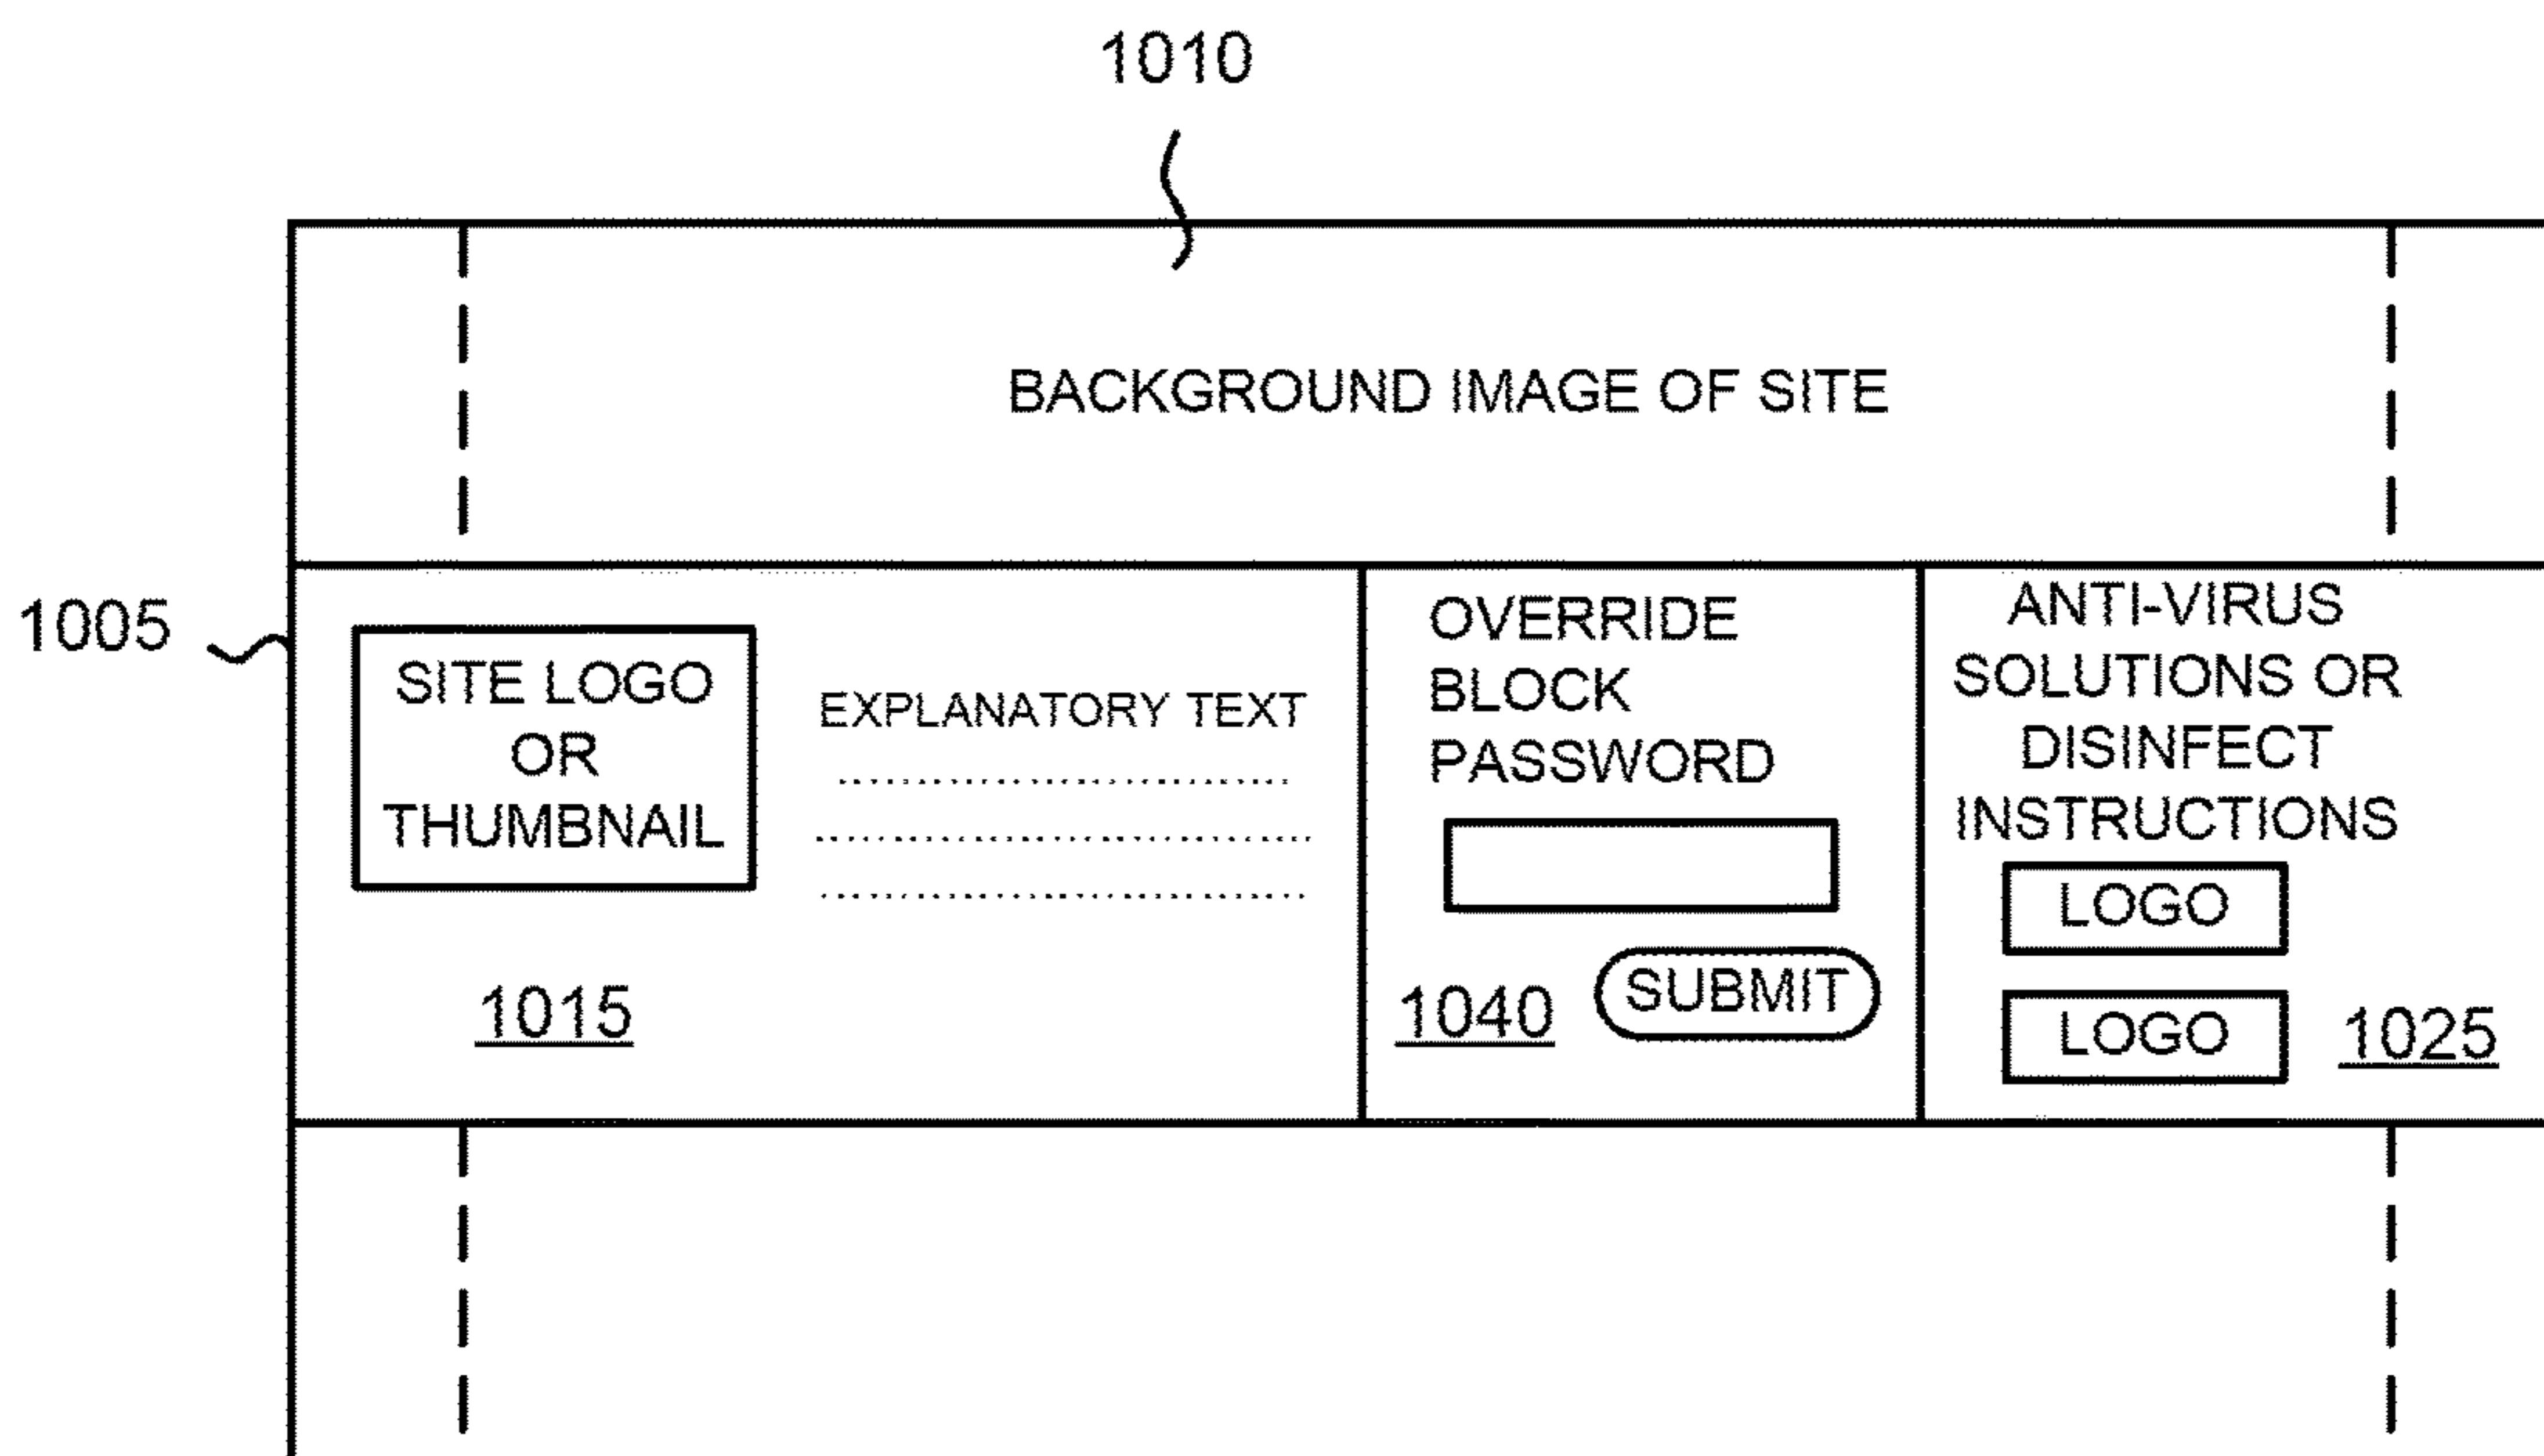 1010
BACKGROUND IMAGE OF SITE
1005
SITE LOGO
OR
THUMBNAIL
EXPLANATORY TEXT
1015
OVERRIDE
BLOCK
PASSWORD
SUBMIT
1040
ANTI-VIRUS
SOLUTIONS OR
DISINFECT
INSTRUCTIONS
LOGO
LOGO
1025